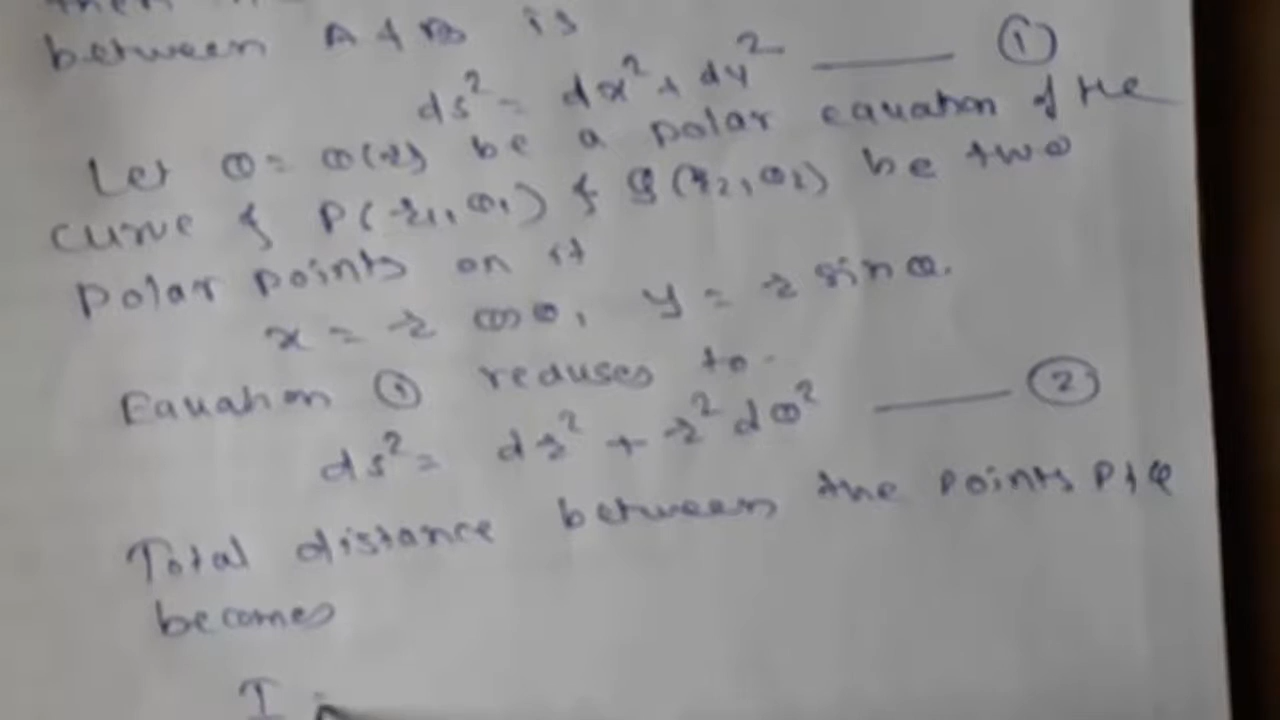 between A & B is
ds² = dx² + dy² ——— ①
Let θ = θ(r) be a polar equation of the
curve & P(r₁, θ₁) & Q(r₂, θ₂) be two
polar points on it
x = r cos θ, y = r sin θ.
Equation ① reduses to -
ds² = dr² + r² dθ² ——— ②
Total distance between the points P & Q
becomes
I =